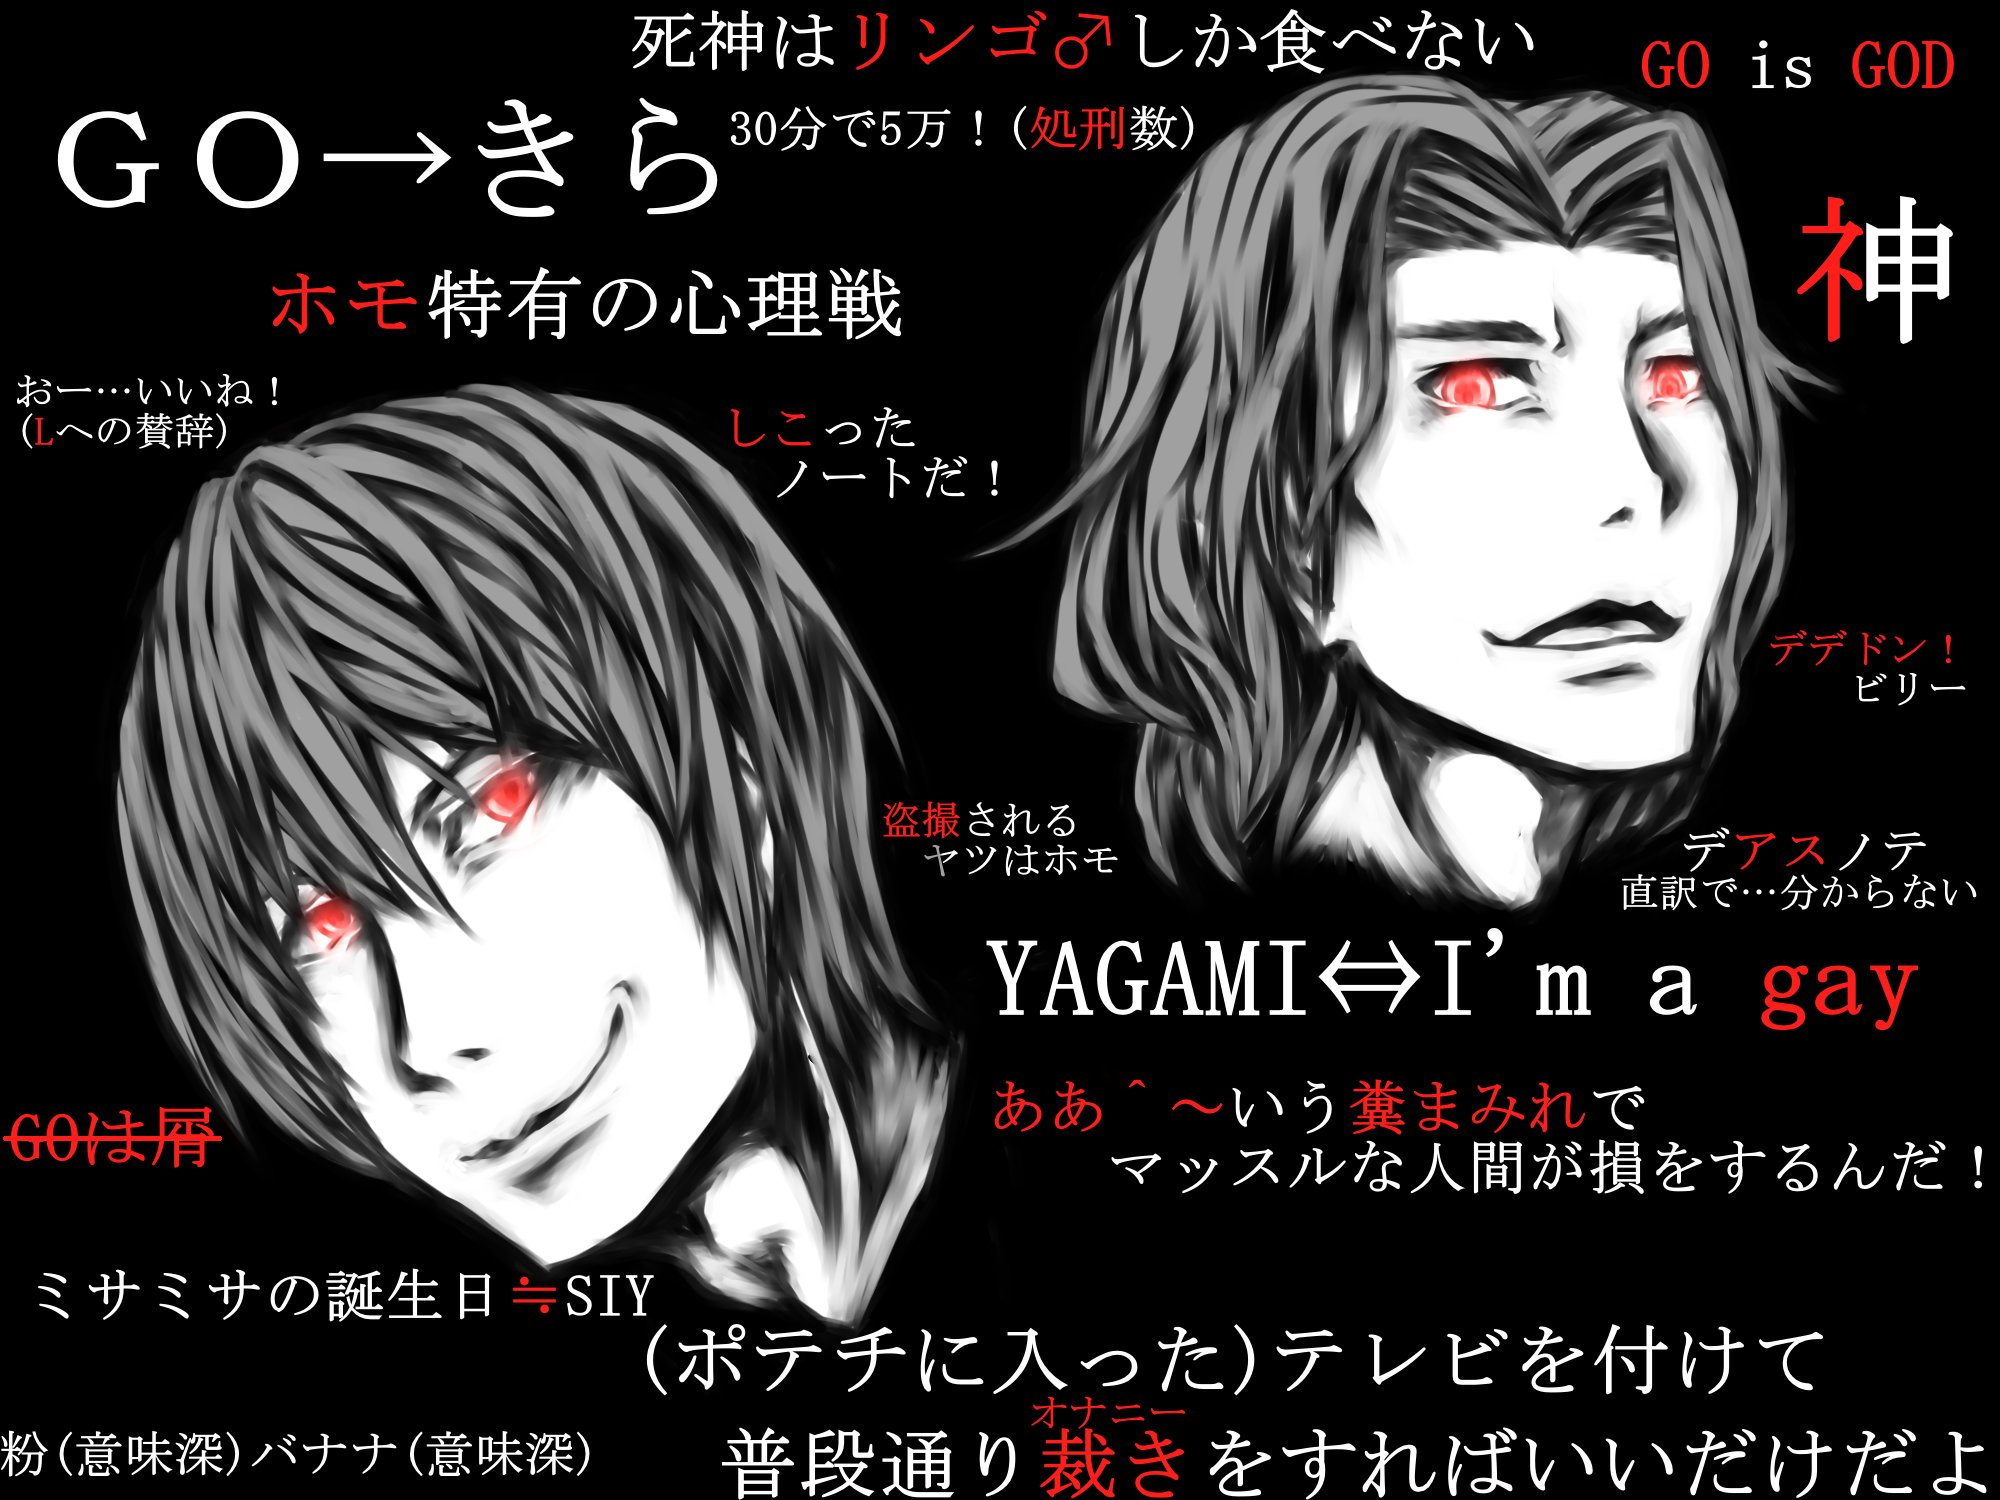 死神はリンゴ♂しか食べない
GO is GOD
GO→きら
30分で5万！(処刑数)
神
ホモ特有の心理戦
おー…いいね！
(Lへの賛辞)
しこった
ノートだ！
デデドン！
ビリー
盗撮される
ヤツはホモ
デアスノテ
直訳で…分からない
YAGAMI⇔I'm a gay
GOは屑
ああ＾～いう糞まみれで
マッスルな人間が損をするんだ！
ミサミサの誕生日≒SIY
(ポテチに入った)テレビを付けて
オナニー
普段通り裁きをすればいいだけだよ
粉(意味深)バナナ(意味深)